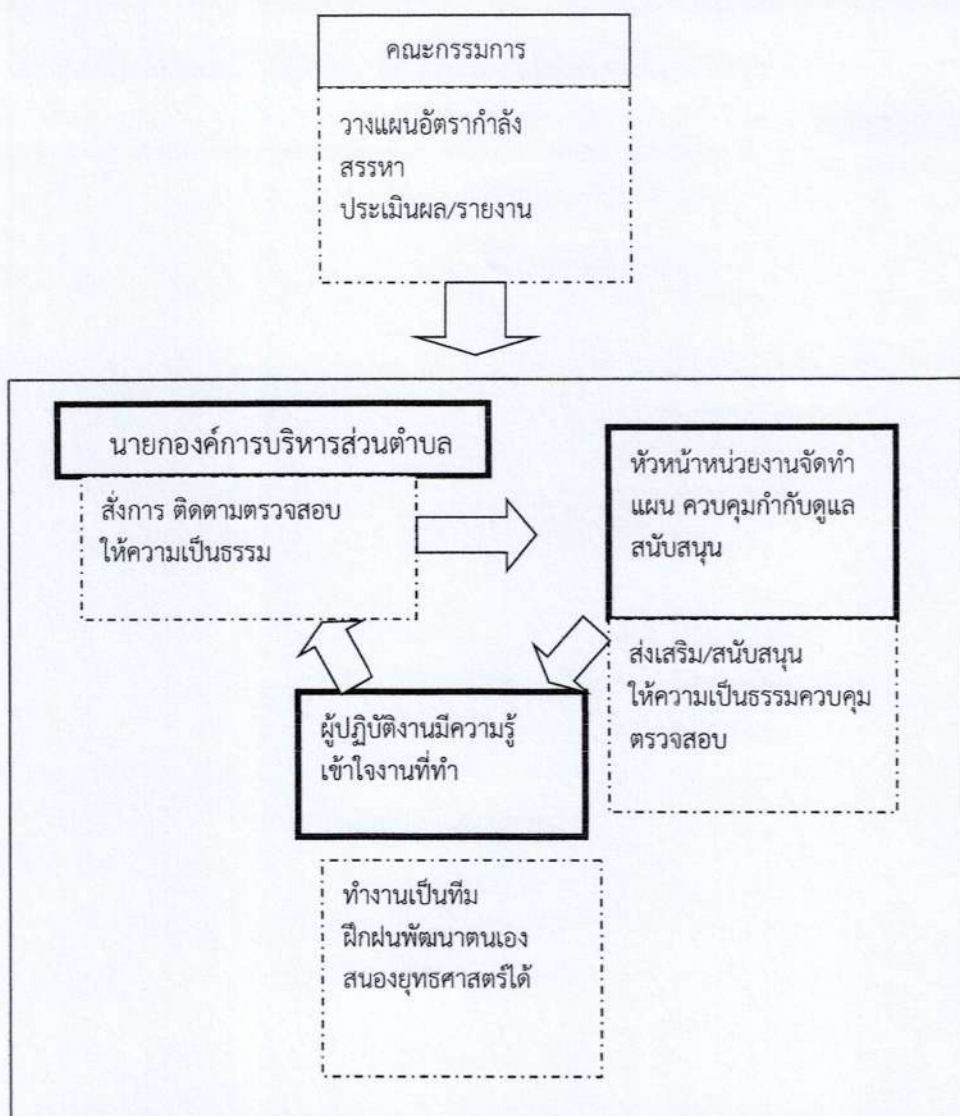 คณะกรรมการ
วางแผนอัตรากำลัง
สรรหา
ประเมินผล/รายงาน
นายกองค์การบริหารส่วนตำบล
สั่งการ ติดตามตรวจสอบ
ให้ความเป็นธรรม
หัวหน้าหน่วยงานจัดทำ
แผน ควบคุมกำกับดูแล
สนับสนุน
ส่งเสริม/สนับสนุน
ให้ความเป็นธรรมควบคุม
ตรวจสอบ
ผู้ปฏิบัติงานมีความรู้
เข้าใจงานที่ทำ
ทำงานเป็นทีม
ฝึกฝนพัฒนาตนเอง
สนองยุทธศาสตร์ได้